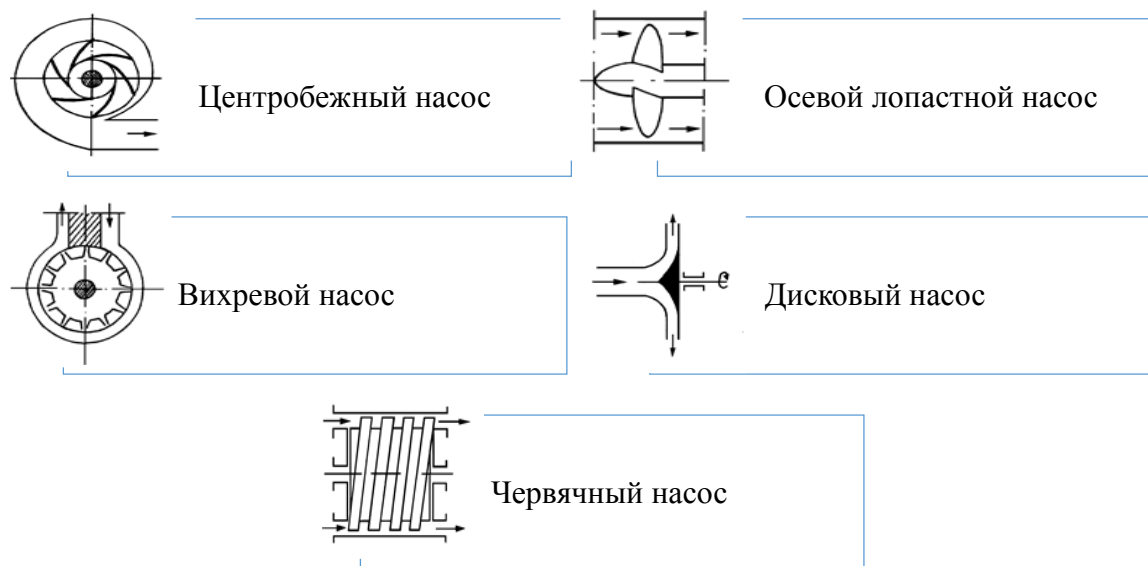 Центробежный насос
Осевой лопастной насос
Вихревой насос
Дисковый насос
Червячный насос